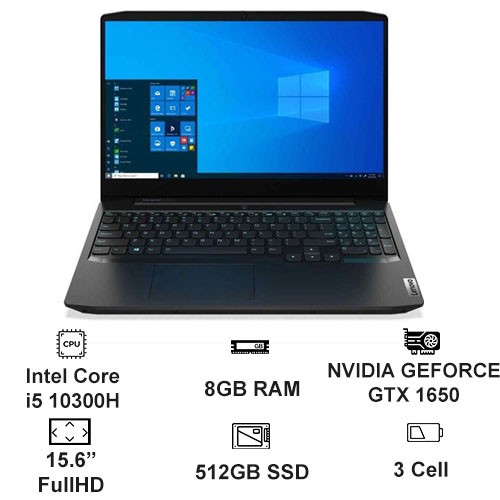 Lenovo
CPU
GB
Intel Core
i5 10300H
8GB RAM
NVIDIA GEFORCE
GTX 1650
15.6”
FullHD
512GB SSD
3 Cell